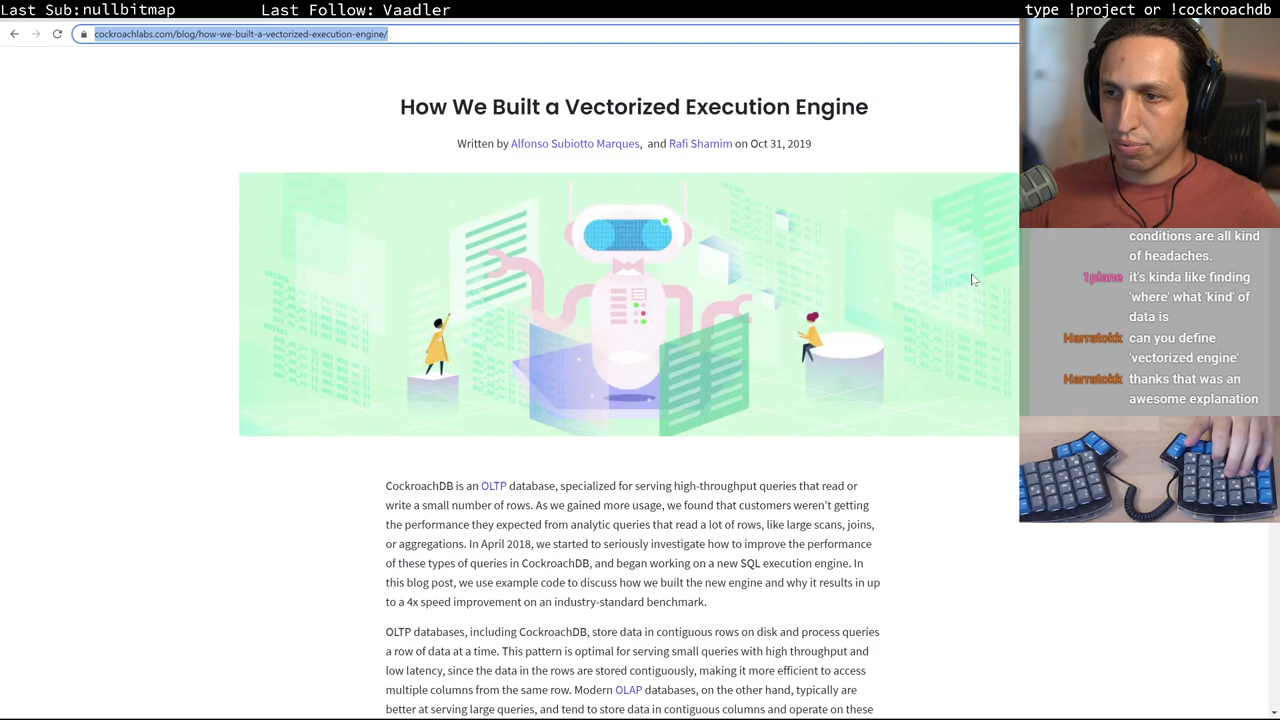 Last Sub:nullbitmap
Last Follow: Vaadler
type !project or !cockroachdb
cockroachlabs.com/blog/how-we-built-a-vectorized-execution-engine/
How We Built a Vectorized Execution Engine
Written by Alfonso Subiotto Marques, and Rafi Shamim on Oct 31, 2019
CockroachDB is an OLTP database, specialized for serving high-throughput queries that read or
write a small number of rows. As we gained more usage, we found that customers weren't getting
the performance they expected from analytic queries that read a lot of rows, like large scans, joins,
or aggregations. In April 2018, we started to seriously investigate how to improve the performance
of these types of queries in CockroachDB, and began working on a new SQL execution engine. In
this blog post, we use example code to discuss how we built the new engine and why it results in up
to a 4x speed improvement on an industry-standard benchmark.
OLTP databases, including CockroachDB, store data in contiguous rows on disk and process queries
a row of data at a time. This pattern is optimal for serving small queries with high throughput and
low latency, since the data in the rows are stored contiguously, making it more efficient to access
multiple columns from the same row. Modern OLAP databases, on the other hand, typically are
better at serving large queries, and tend to store data in contiguous columns and operate on these
conditions are all kind
of headaches.
1plane it's kinda like finding
'where' what 'kind' of
data is
Harratokk can you define
'vectorized engine'
Harratokk thanks that was an
awesome explanation